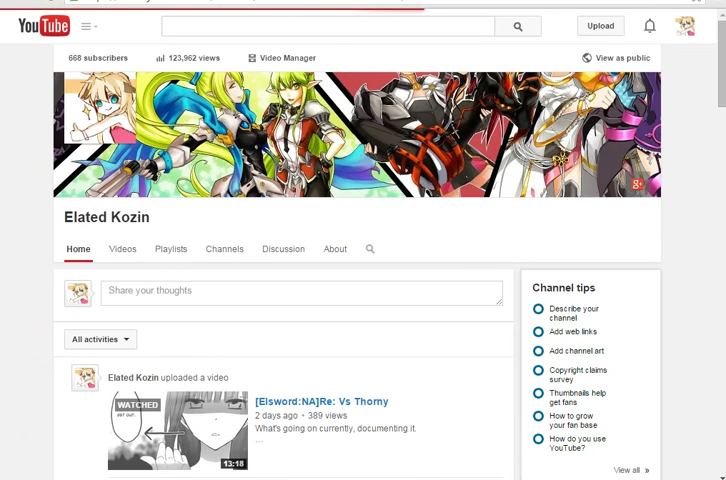 YouTube
Upload
668 subscribers 123,962 views Video Manager View as public
g+
Elated Kozin
Home Videos Playlists Channels Discussion About
Share your thoughts
All activities
Elated Kozin uploaded a video
WATCHED
[Elsword:NA]Re: Vs Thorny
2 days ago • 389 views
What's going on currently, documenting it.
...
13:18
Channel tips
Describe your
channel
Add web links
Add channel art
Copyright claims
survey
Thumbnails help
get fans
How to grow
your fan base
How do you use
YouTube?
View all »